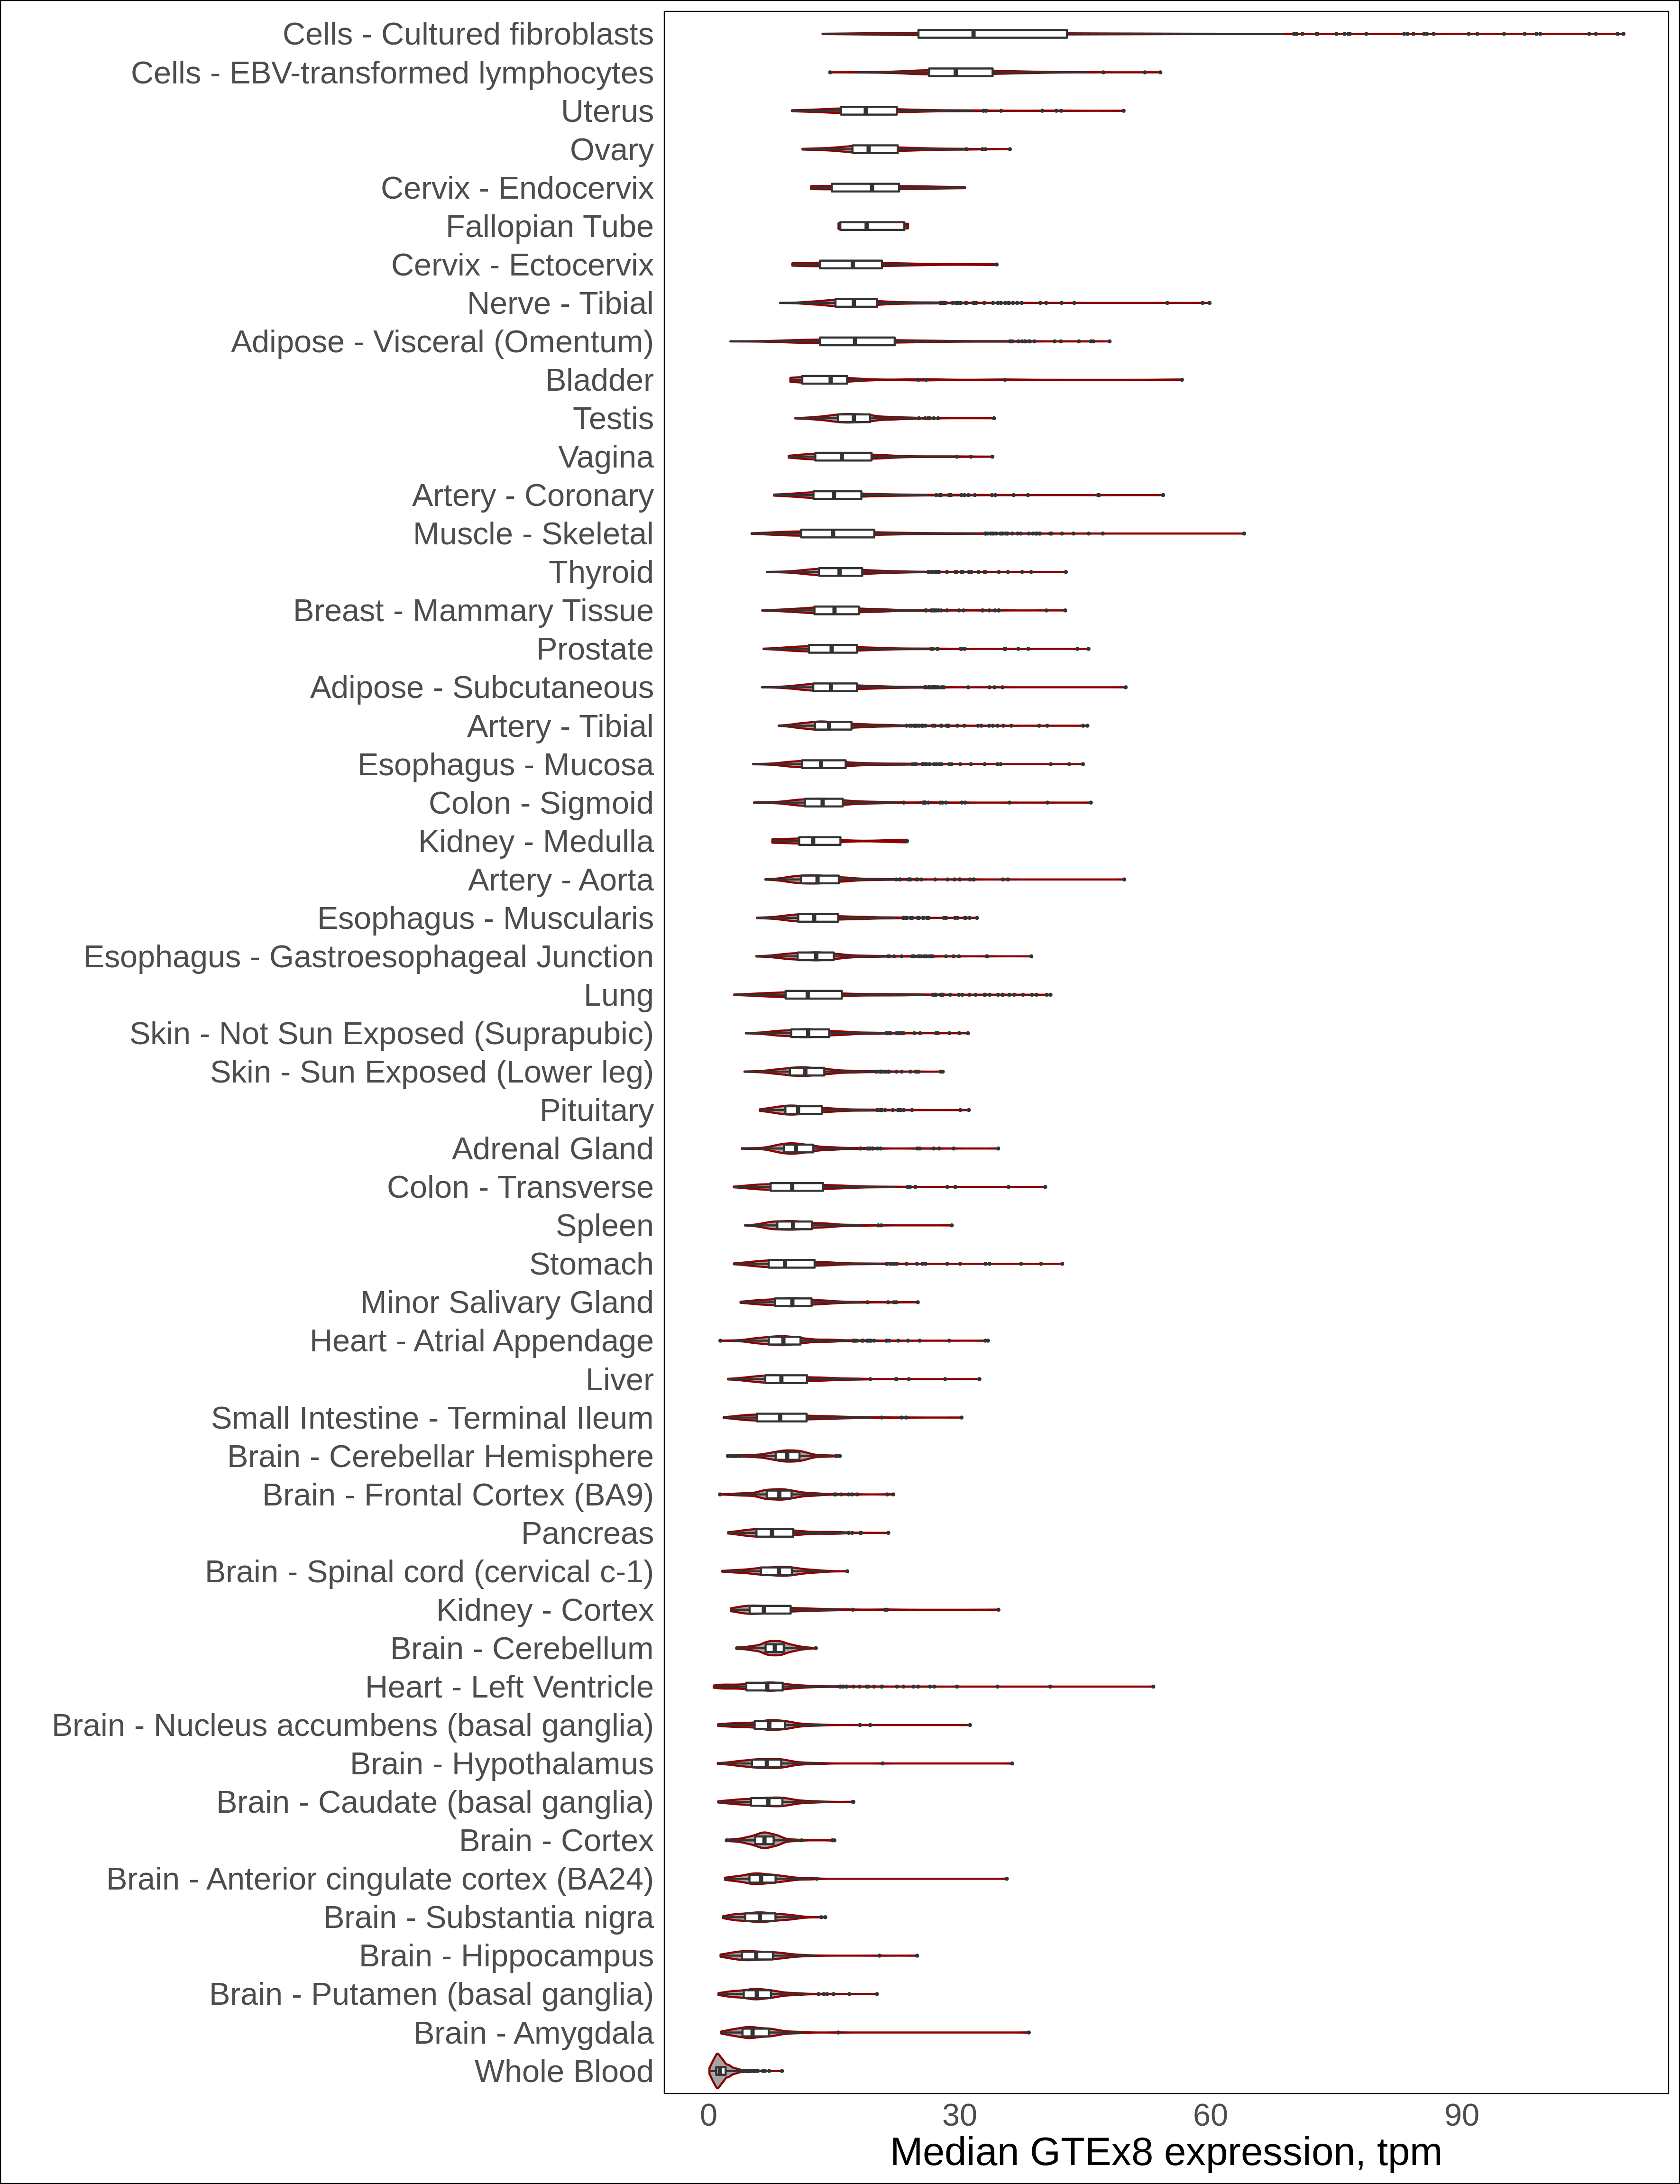 Cells - Cultured fibroblasts
Cells - EBV-transformed lymphocytes
Uterus
Ovary
Cervix - Endocervix
Fallopian Tube
Cervix - Ectocervix
Nerve - Tibial
Adipose - Visceral (Omentum)
Bladder
Testis
Vagina
Artery - Coronary
Muscle - Skeletal
Thyroid
Breast - Mammary Tissue
Prostate
Adipose - Subcutaneous
Artery - Tibial
Esophagus - Mucosa
Colon - Sigmoid
Kidney - Medulla
Artery - Aorta
Esophagus - Muscularis
Esophagus - Gastroesophageal Junction
Lung
Skin - Not Sun Exposed (Suprapubic)
Skin - Sun Exposed (Lower leg)
Pituitary
Adrenal Gland
Colon - Transverse
Spleen
Stomach
Minor Salivary Gland
Heart - Atrial Appendage
Liver
Small Intestine - Terminal Ileum
Brain - Cerebellar Hemisphere
Brain - Frontal Cortex (BA9)
Pancreas
Brain - Spinal cord (cervical c-1)
Kidney - Cortex
Brain - Cerebellum
Heart - Left Ventricle
Brain - Nucleus accumbens (basal ganglia)
Brain - Hypothalamus
Brain - Caudate (basal ganglia)
Brain - Cortex
Brain - Anterior cingulate cortex (BA24)
Brain - Substantia nigra
Brain - Hippocampus
Brain - Putamen (basal ganglia)
Brain - Amygdala
Whole Blood
0 30 60 90
Median GTEx8 expression, tpm